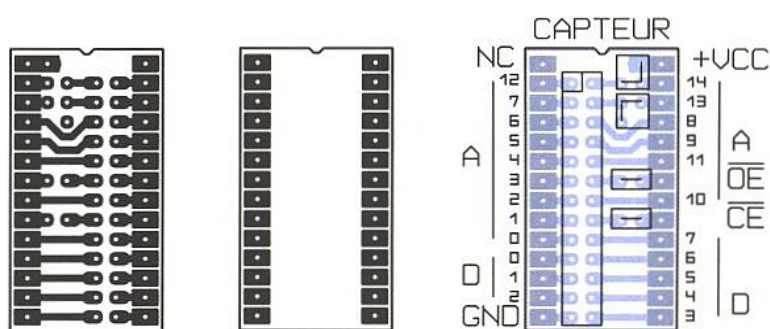 CAPTEUR
NC +VCC
12 14
7 13
6 8
5 9
A A
4 11
3 OE
2 10
1 CE
0 7
0 6
D D
1 5
2 4
GND 3